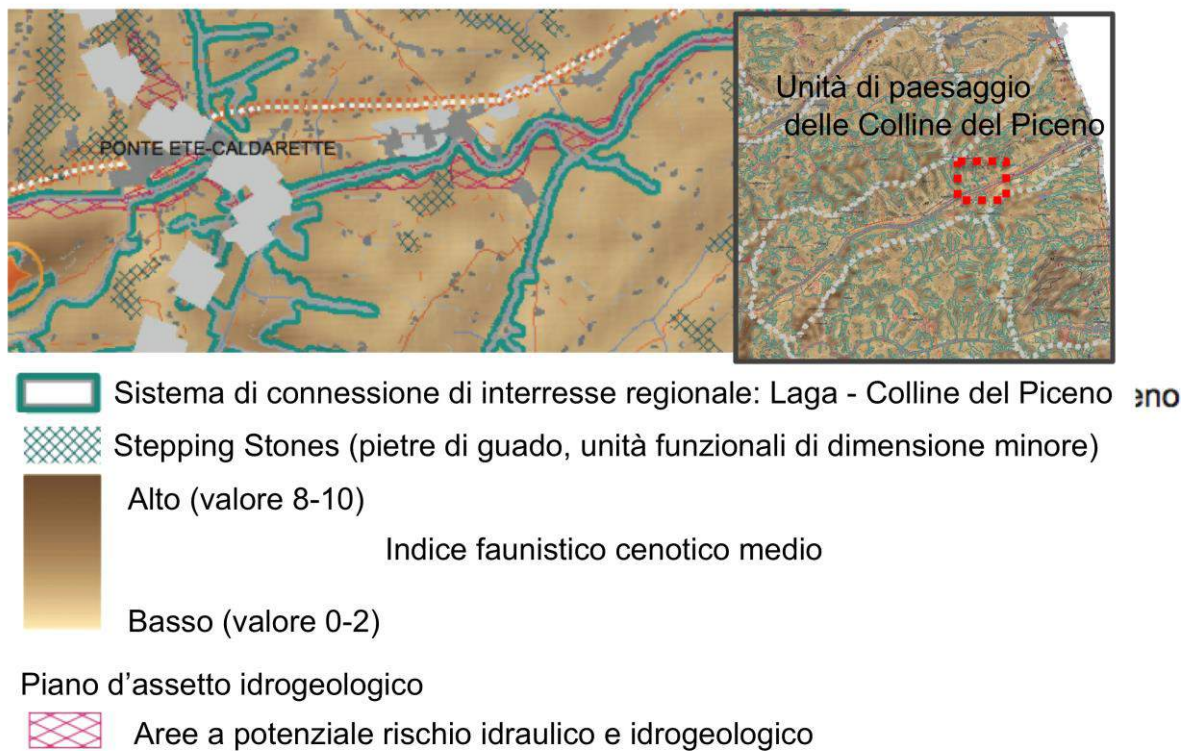 PONTE ETE-CALDARETTE
Unità di paesaggio
delle Colline del Piceno
Sistema di connessione di interresse regionale: Laga - Colline del Piceno
eno
Stepping Stones (pietre di guado, unità funzionali di dimensione minore)
Alto (valore 8-10)
Indice faunistico cenotico medio
Basso (valore 0-2)
Piano d'assetto idrogeologico
Aree a potenziale rischio idraulico e idrogeologico